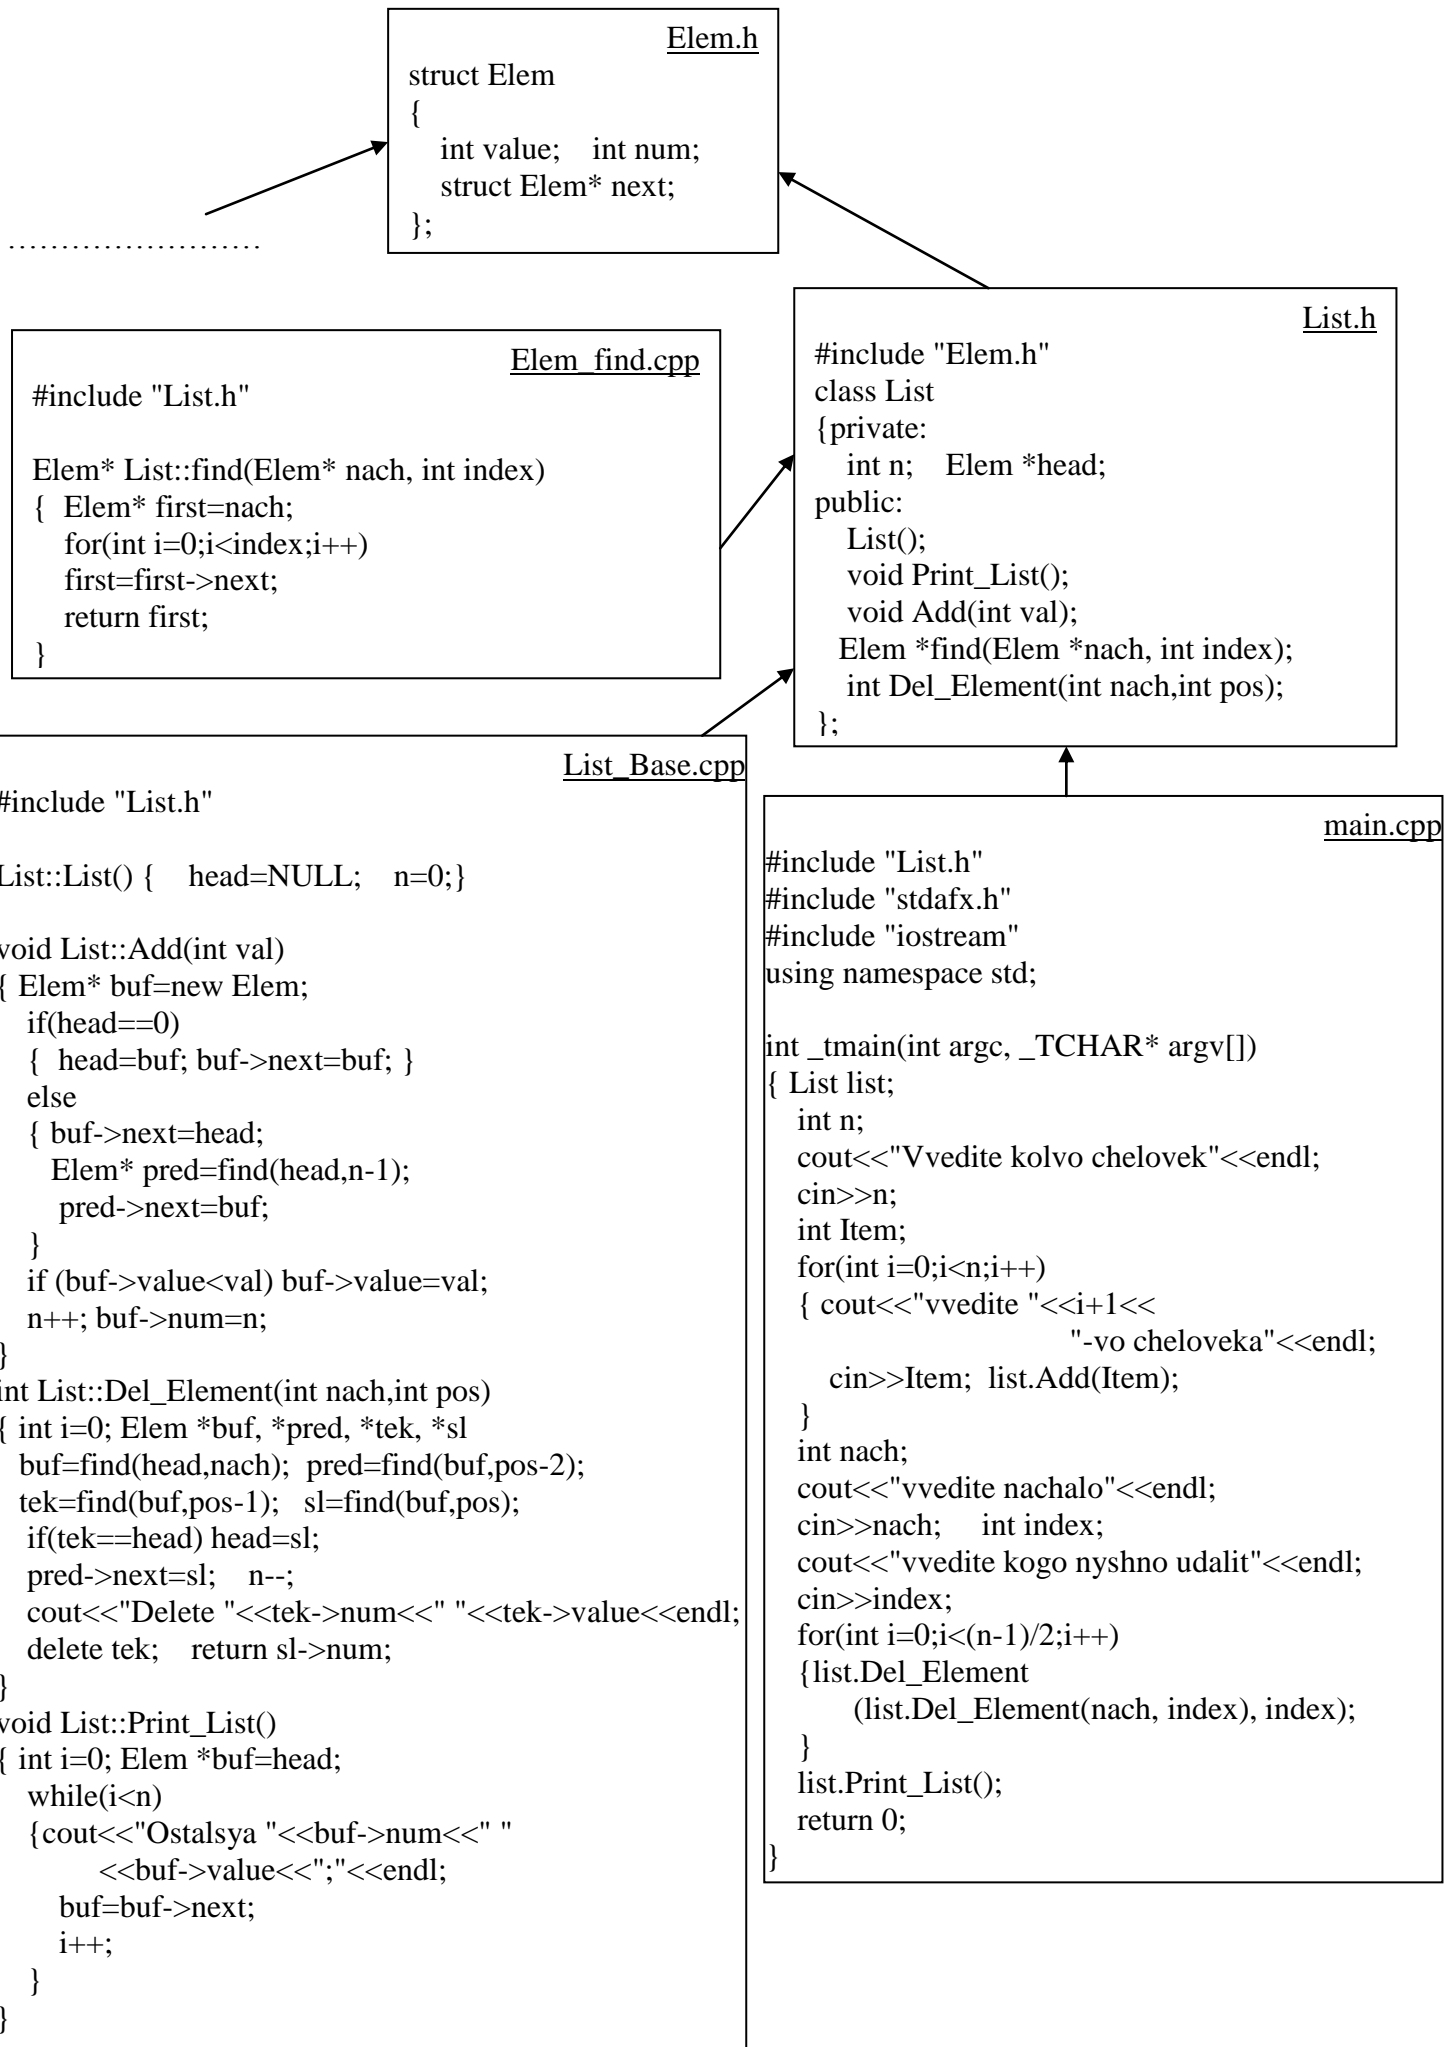 Elem.h
struct Elem
{
int value; int num;
struct Elem* next;
};
……………………
List.h
#include "Elem.h"
class List
{private:
int n; Elem *head;
public:
List();
void Print_List();
void Add(int val);
Elem *find(Elem *nach, int index);
int Del_Element(int nach,int pos);
};
Elem_find.cpp
#include "List.h"
Elem* List::find(Elem* nach, int index)
{ Elem* first=nach;
for(int i=0;i<index;i++)
first=first->next;
return first;
}
List_Base.cpp
#include "List.h"
List::List() { head=NULL; n=0;}
void List::Add(int val)
{ Elem* buf=new Elem;
if(head==0)
{ head=buf; buf->next=buf; }
else
{ buf->next=head;
Elem* pred=find(head,n-1);
pred->next=buf;
}
if (buf->value<val) buf->value=val;
n++; buf->num=n;
}
int List::Del_Element(int nach,int pos)
{ int i=0; Elem *buf, *pred, *tek, *sl
buf=find(head,nach); pred=find(buf,pos-2);
tek=find(buf,pos-1); sl=find(buf,pos);
if(tek==head) head=sl;
pred->next=sl; n--;
cout<<"Delete "<<tek->num<<" "<<tek->value<<endl;
delete tek; return sl->num;
}
void List::Print_List()
{ int i=0; Elem *buf=head;
while(i<n)
{cout<<"Ostalsya "<<buf->num<<" "
<<buf->value<<";"<<endl;
buf=buf->next;
i++;
}
}
main.cpp
#include "List.h"
#include "stdafx.h"
#include "iostream"
using namespace std;
int _tmain(int argc, _TCHAR* argv[])
{ List list;
int n;
cout<<"Vvedite kolvo chelovek"<<endl;
cin>>n;
int Item;
for(int i=0;i<n;i++)
{ cout<<"vvedite "<<i+1<<
"-vo cheloveka"<<endl;
cin>>Item; list.Add(Item);
}
int nach;
cout<<"vvedite nachalo"<<endl;
cin>>nach; int index;
cout<<"vvedite kogo nyshno udalit"<<endl;
cin>>index;
for(int i=0;i<(n-1)/2;i++)
{list.Del_Element
(list.Del_Element(nach, index), index);
}
list.Print_List();
return 0;
}